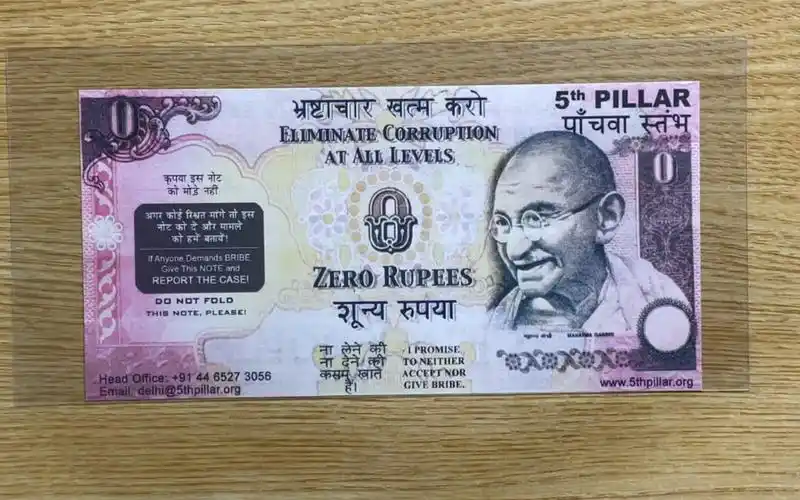 0
भ्रष्टाचार खत्म करो
ELIMINATE CORRUPTION
AT ALL LEVELS
5th PILLAR
पाँचवा स्तंभ
0
कृपया इस नोट
को मोड़े नहीं
अगर कोई रिश्वत मांगे तो इस
नोट को दें और मामले
को हमें बतायें!
If Anyone Demands BRIBE
Give This NOTE and
REPORT THE CASE!
DO NOT FOLD
THIS NOTE, PLEASE!
0
ZERO RUPEES
शून्य रुपया
ना लेने की
ना देने की
कसम खाते
हैं।
I PROMISE
TO NEITHER
ACCEPT NOR
GIVE BRIBE.
महात्मा गांधी MAHATMA GANDHI
Head Office: +91 44 6527 3056
Email: delhi@5thpillar.org
www.5thpillar.org